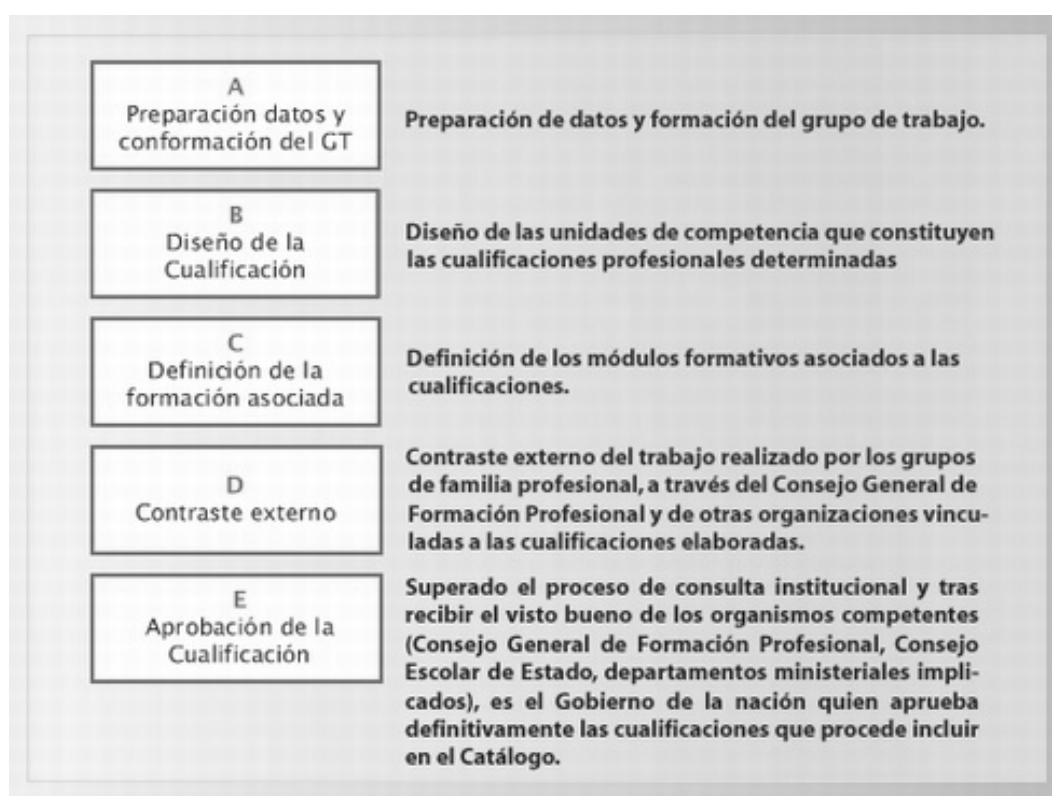 A
Preparación datos y
conformación del GT
Preparación de datos y formación del grupo de trabajo.
B
Diseño de la
Cualificación
Diseño de las unidades de competencia que constituyen
las cualificaciones profesionales determinadas
C
Definición de la
formación asociada
Definición de los módulos formativos asociados a las
cualificaciones.
D
Contraste externo
Contraste externo del trabajo realizado por los grupos
de familia profesional, a través del Consejo General de
Formación Profesional y de otras organizaciones vincu-
ladas a las cualificaciones elaboradas.
E
Aprobación de la
Cualificación
Superado el proceso de consulta institucional y tras
recibir el visto bueno de los organismos competentes
(Consejo General de Formación Profesional, Consejo
Escolar de Estado, departamentos ministeriales impli-
cados), es el Gobierno de la nación quien aprueba
definitivamente las cualificaciones que procede incluir
en el Catálogo.